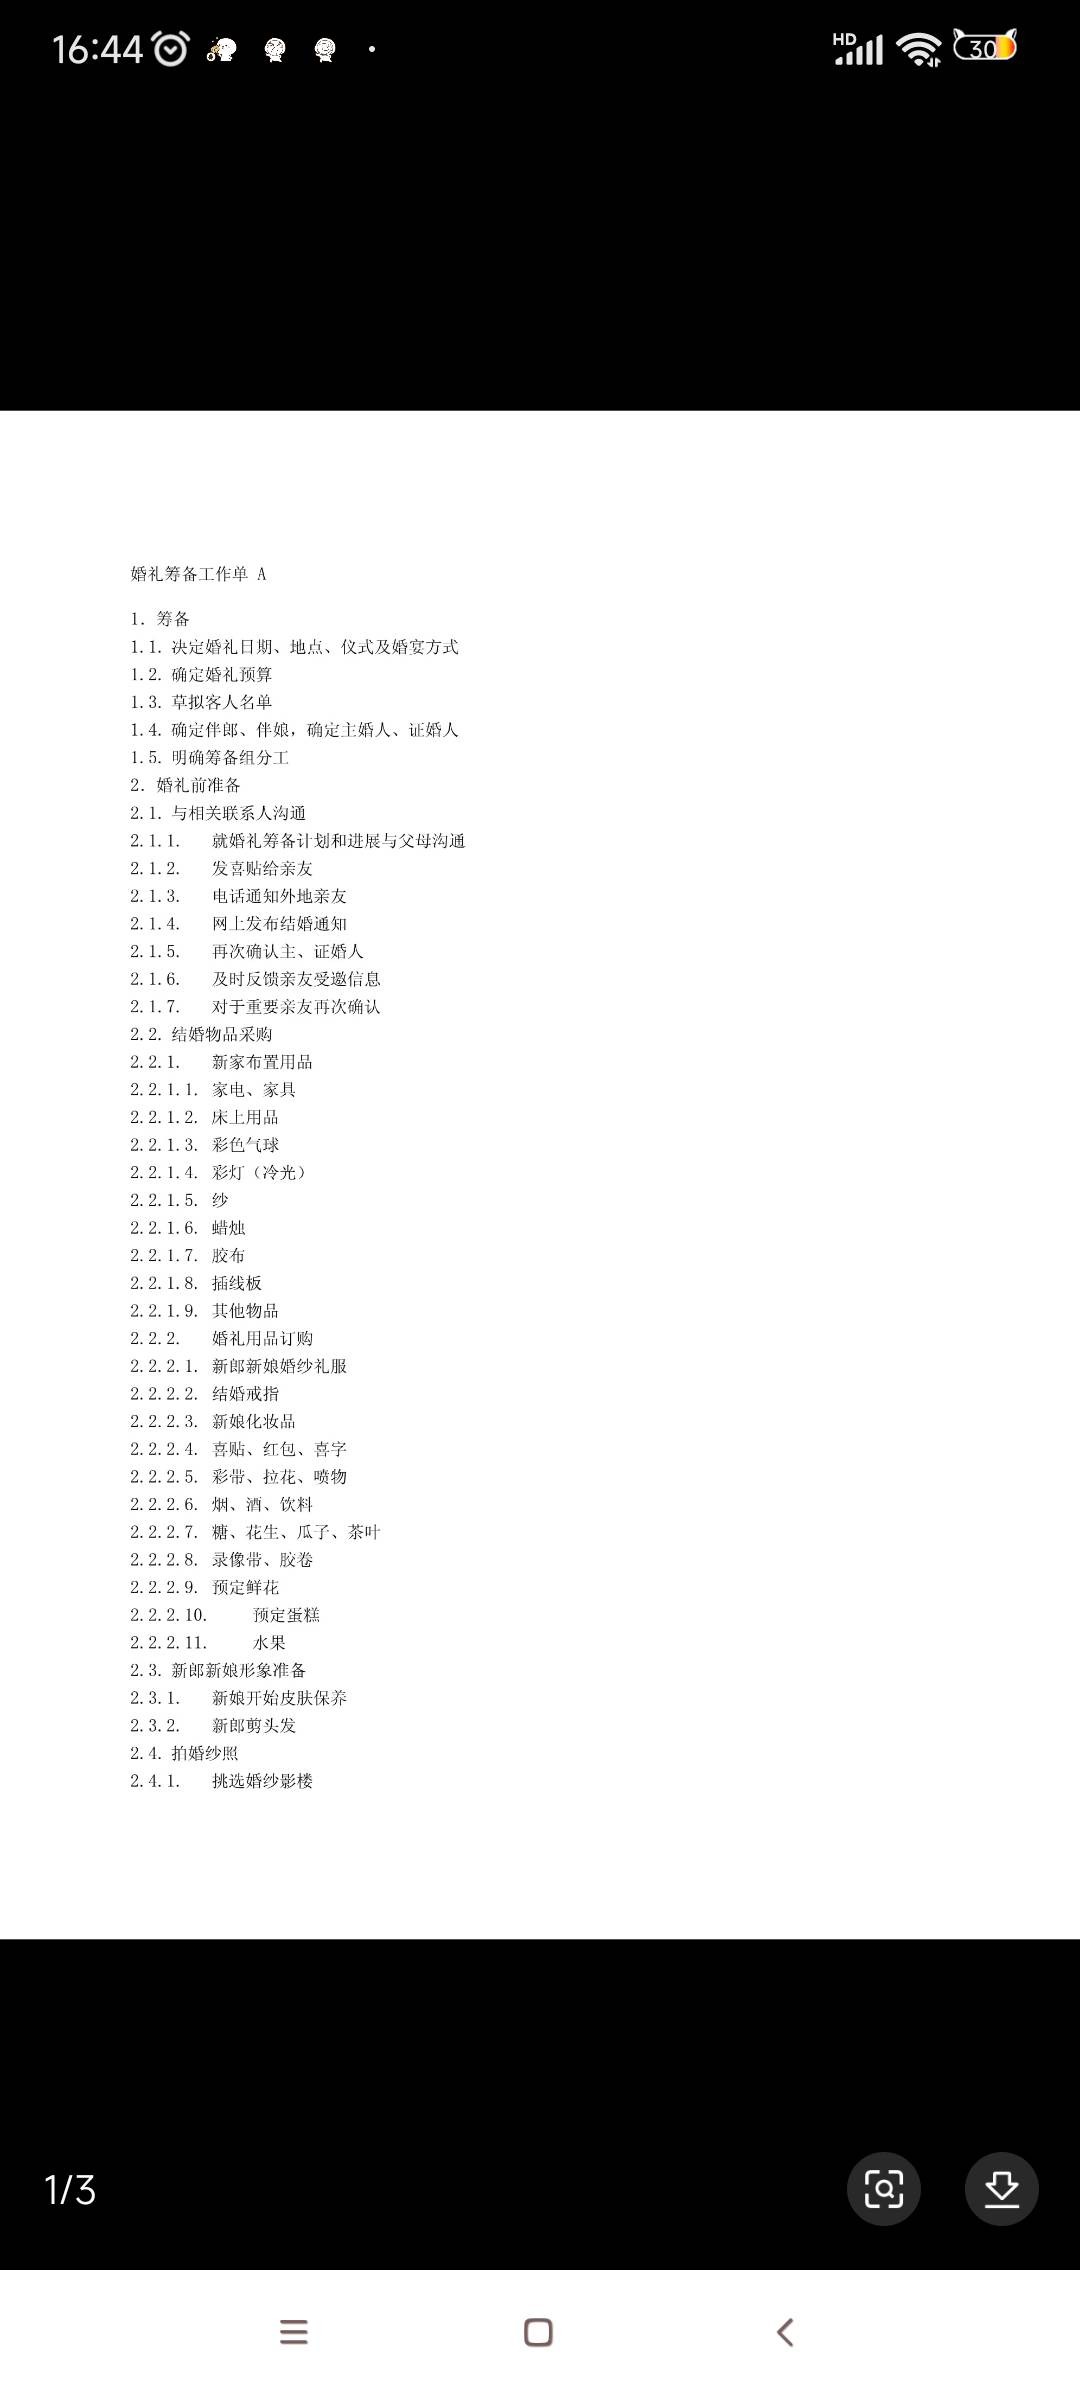 16:44
HD
30
婚礼筹备工作单 A
1. 筹备
1.1. 决定婚礼日期、地点、仪式及婚宴方式
1.2. 确定婚礼预算
1.3. 草拟客人名单
1.4. 确定伴郎、伴娘，确定主婚人、证婚人
1.5. 明确筹备组分工
2. 婚礼前准备
2.1. 与相关联系人沟通
2.1.1. 就婚礼筹备计划和进展与父母沟通
2.1.2. 发喜贴给亲友
2.1.3. 电话通知外地亲友
2.1.4. 网上发布结婚通知
2.1.5. 再次确认主、证婚人
2.1.6. 及时反馈亲友受邀信息
2.1.7. 对于重要亲友再次确认
2.2. 结婚物品采购
2.2.1. 新家布置用品
2.2.1.1. 家电、家具
2.2.1.2. 床上用品
2.2.1.3. 彩色气球
2.2.1.4. 彩灯（冷光）
2.2.1.5. 纱
2.2.1.6. 蜡烛
2.2.1.7. 胶布
2.2.1.8. 插线板
2.2.1.9. 其他物品
2.2.2. 婚礼用品订购
2.2.2.1. 新郎新娘婚纱礼服
2.2.2.2. 结婚戒指
2.2.2.3. 新娘化妆品
2.2.2.4. 喜贴、红包、喜字
2.2.2.5. 彩带、拉花、喷物
2.2.2.6. 烟、酒、饮料
2.2.2.7. 糖、花生、瓜子、茶叶
2.2.2.8. 录像带、胶卷
2.2.2.9. 预定鲜花
2.2.2.10. 预定蛋糕
2.2.2.11. 水果
2.3. 新郎新娘形象准备
2.3.1. 新娘开始皮肤保养
2.3.2. 新郎剪头发
2.4. 拍婚纱照
2.4.1. 挑选婚纱影楼
1/3